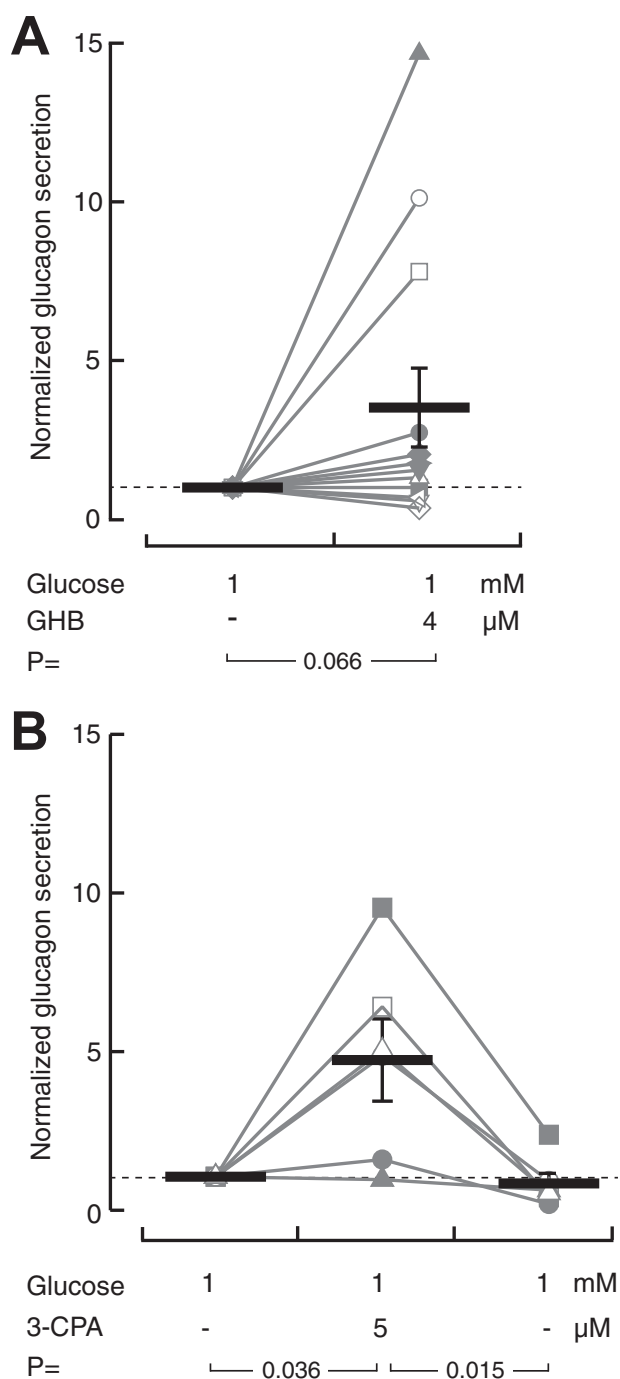 A
Normalized glucagon secretion
15
10
5
0
Glucose 1 1 mM
GHB - 4 µM
P= 0.066
B
Normalized glucagon secretion
15
10
5
0
Glucose 1 1 1 mM
3-CPA - 5 - µM
P= 0.036 0.015